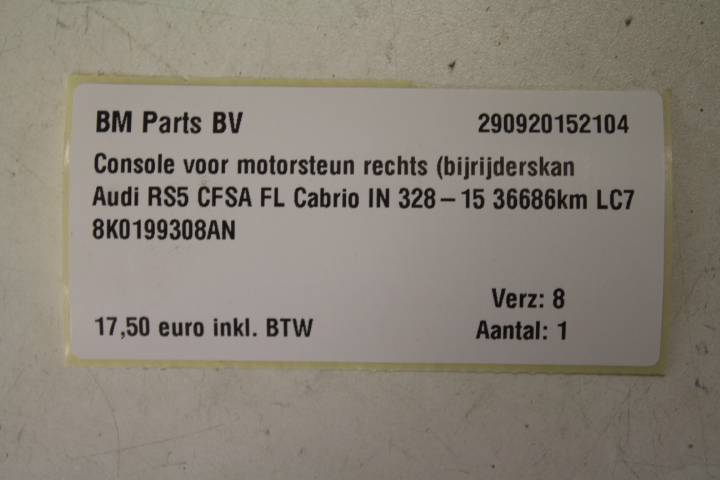 BM Parts BV 290920152104
Console voor motorsteun rechts (bijrijderskan
Audi RS5 CFSA FL Cabrio IN 328-15 36686km LC7
8K0199308AN
Verz: 8
17,50 euro inkl. BTW Aantal: 1